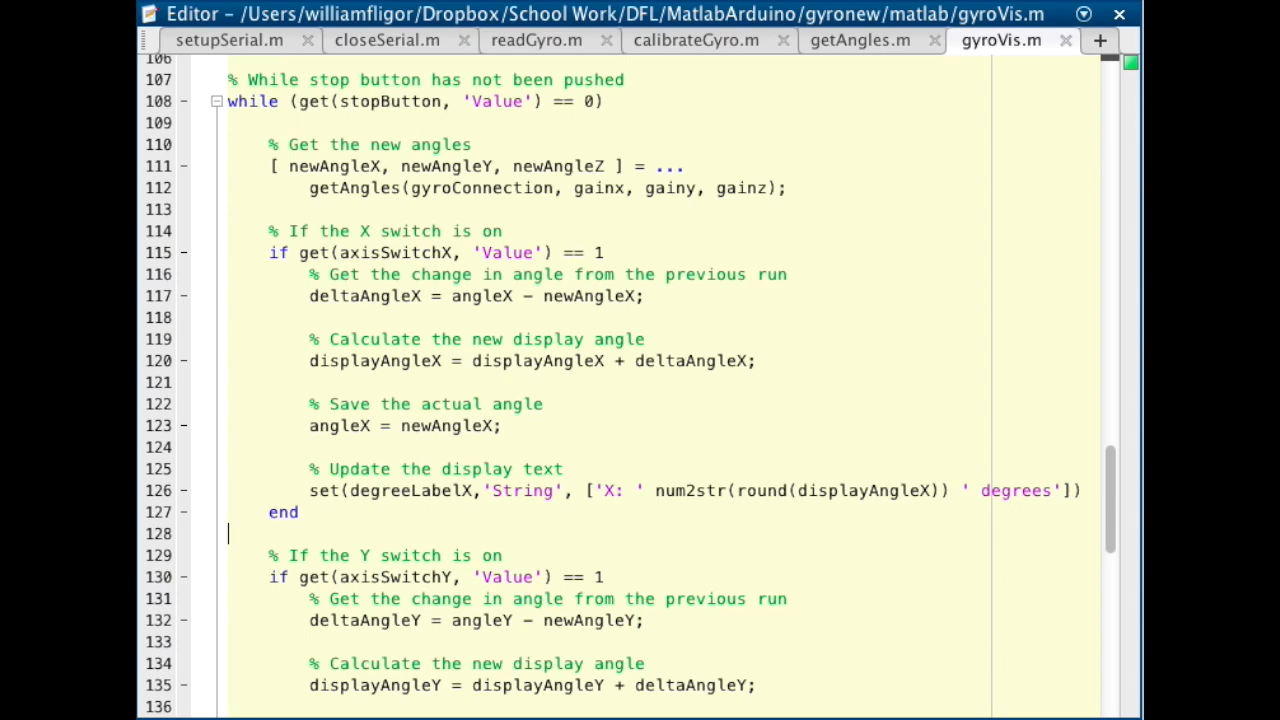 Editor – /Users/williamfligor/Dropbox/School Work/DFL/MatlabArduino/gyronew/matlab/gyroVis.m
setupSerial.m closeSerial.m readGyro.m calibrateGyro.m getAngles.m gyroVis.m +
106
107 % While stop button has not been pushed
108 – while (get(stopButton, 'Value') == 0)
109
110 % Get the new angles
111 – [ newAngleX, newAngleY, newAngleZ ] = ...
112 getAngles(gyroConnection, gainx, gainy, gainz);
113
114 % If the X switch is on
115 – if get(axisSwitchX, 'Value') == 1
116 % Get the change in angle from the previous run
117 – deltaAngleX = angleX - newAngleX;
118
119 % Calculate the new display angle
120 – displayAngleX = displayAngleX + deltaAngleX;
121
122 % Save the actual angle
123 – angleX = newAngleX;
124
125 % Update the display text
126 – set(degreeLabelX,'String', ['X: ' num2str(round(displayAngleX)) ' degrees'])
127 – end
128
129 % If the Y switch is on
130 – if get(axisSwitchY, 'Value') == 1
131 % Get the change in angle from the previous run
132 – deltaAngleY = angleY - newAngleY;
133
134 % Calculate the new display angle
135 – displayAngleY = displayAngleY + deltaAngleY;
136